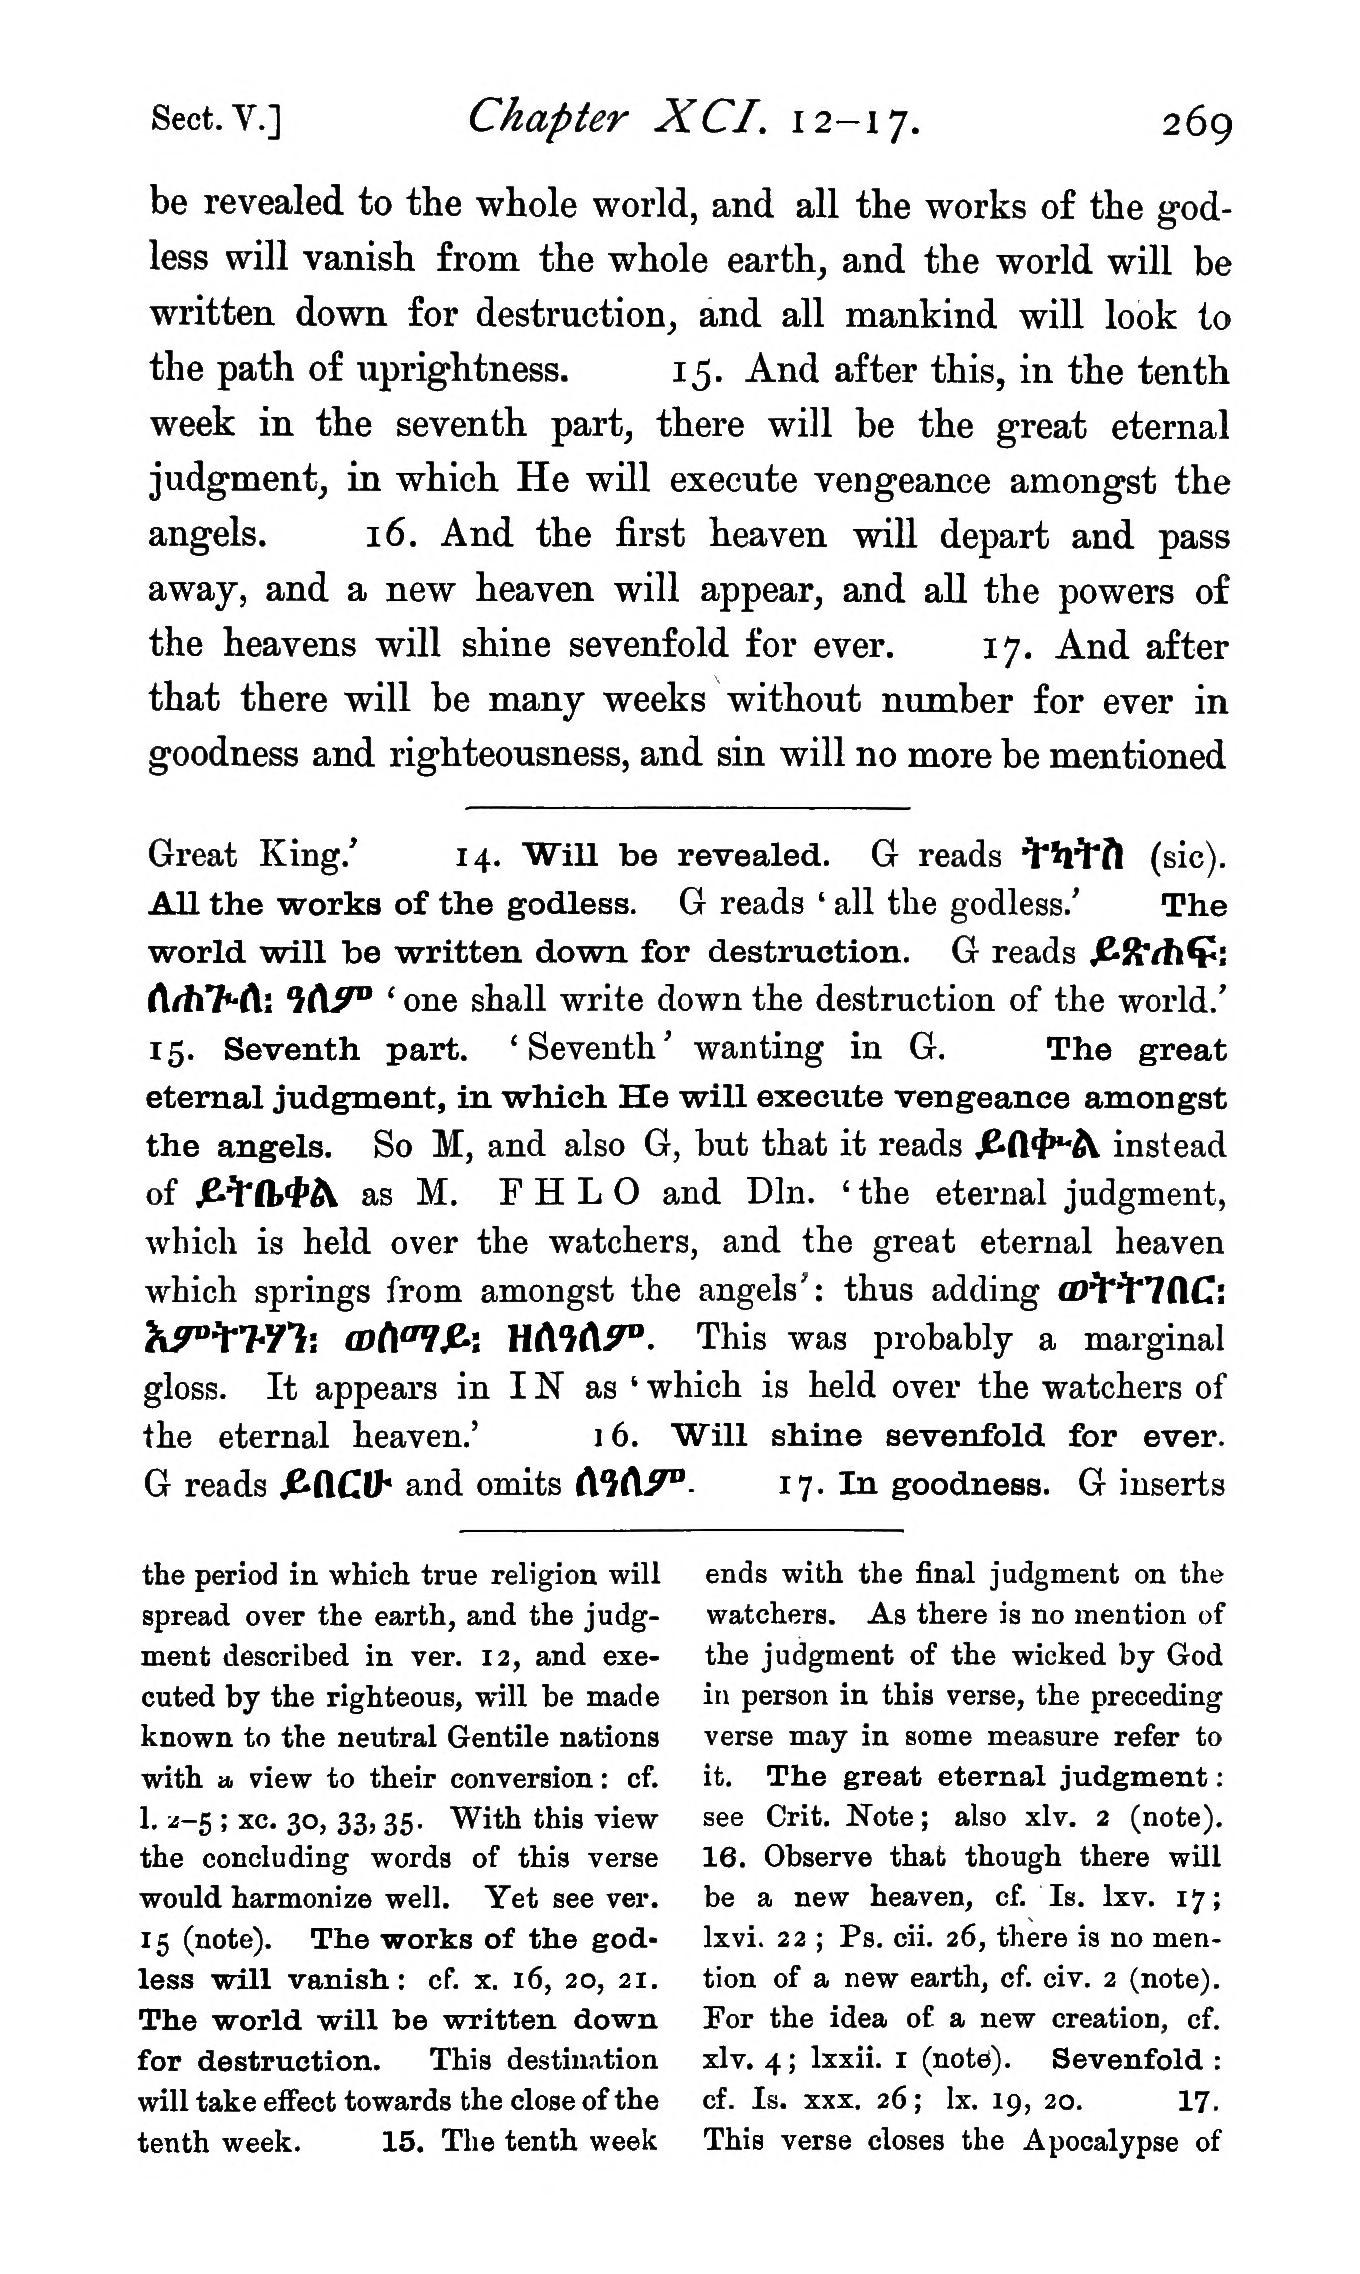 Sect. V.] Chapter XCI. 12–17. 269
be revealed to the whole world, and all the works of the god-
less will vanish from the whole earth, and the world will be
written down for destruction, and all mankind will look to
the path of uprightness. 15. And after this, in the tenth
week in the seventh part, there will be the great eternal
judgment, in which He will execute vengeance amongst the
angels. 16. And the first heaven will depart and pass
away, and a new heaven will appear, and all the powers of
the heavens will shine sevenfold for ever. 17. And after
that there will be many weeks without number for ever in
goodness and righteousness, and sin will no more be mentioned
Great King.’ 14. Will be revealed. G reads ትካትስ (sic).
All the works of the godless. G reads ‘all the godless.’ The
world will be written down for destruction. G reads ይጽሐፍ፡
ለሐጉለ፡ ዓለም ‘one shall write down the destruction of the world.’
15. Seventh part. ‘Seventh’ wanting in G. The great
eternal judgment, in which He will execute vengeance amongst
the angels. So M, and also G, but that it reads ይበቍል instead
of ይትቤቀል as M. F H L O and Dln. ‘the eternal judgment,
which is held over the watchers, and the great eternal heaven
which springs from amongst the angels’: thus adding ወትትገበር፡
እምትጉሃን፡ ወሰማይ፡ ዘለዓለም. This was probably a marginal
gloss. It appears in I N as ‘which is held over the watchers of
the eternal heaven.’ 16. Will shine sevenfold for ever.
G reads ይበርሁ and omits ለዓለም. 17. In goodness. G inserts
the period in which true religion will
spread over the earth, and the judg-
ment described in ver. 12, and exe-
cuted by the righteous, will be made
known to the neutral Gentile nations
with a view to their conversion: cf.
l. 2–5; xc. 30, 33, 35. With this view
the concluding words of this verse
would harmonize well. Yet see ver.
15 (note). The works of the god-
less will vanish: cf. x. 16, 20, 21.
The world will be written down
for destruction. This destination
will take effect towards the close of the
tenth week. 15. The tenth week
ends with the final judgment on the
watchers. As there is no mention of
the judgment of the wicked by God
in person in this verse, the preceding
verse may in some measure refer to
it. The great eternal judgment:
see Crit. Note; also xlv. 2 (note).
16. Observe that though there will
be a new heaven, cf. Is. lxv. 17;
lxvi. 22; Ps. cii. 26, there is no men-
tion of a new earth, cf. civ. 2 (note).
For the idea of a new creation, cf.
xlv. 4; lxxii. 1 (note). Sevenfold:
cf. Is. xxx. 26; lx. 19, 20. 17.
This verse closes the Apocalypse of